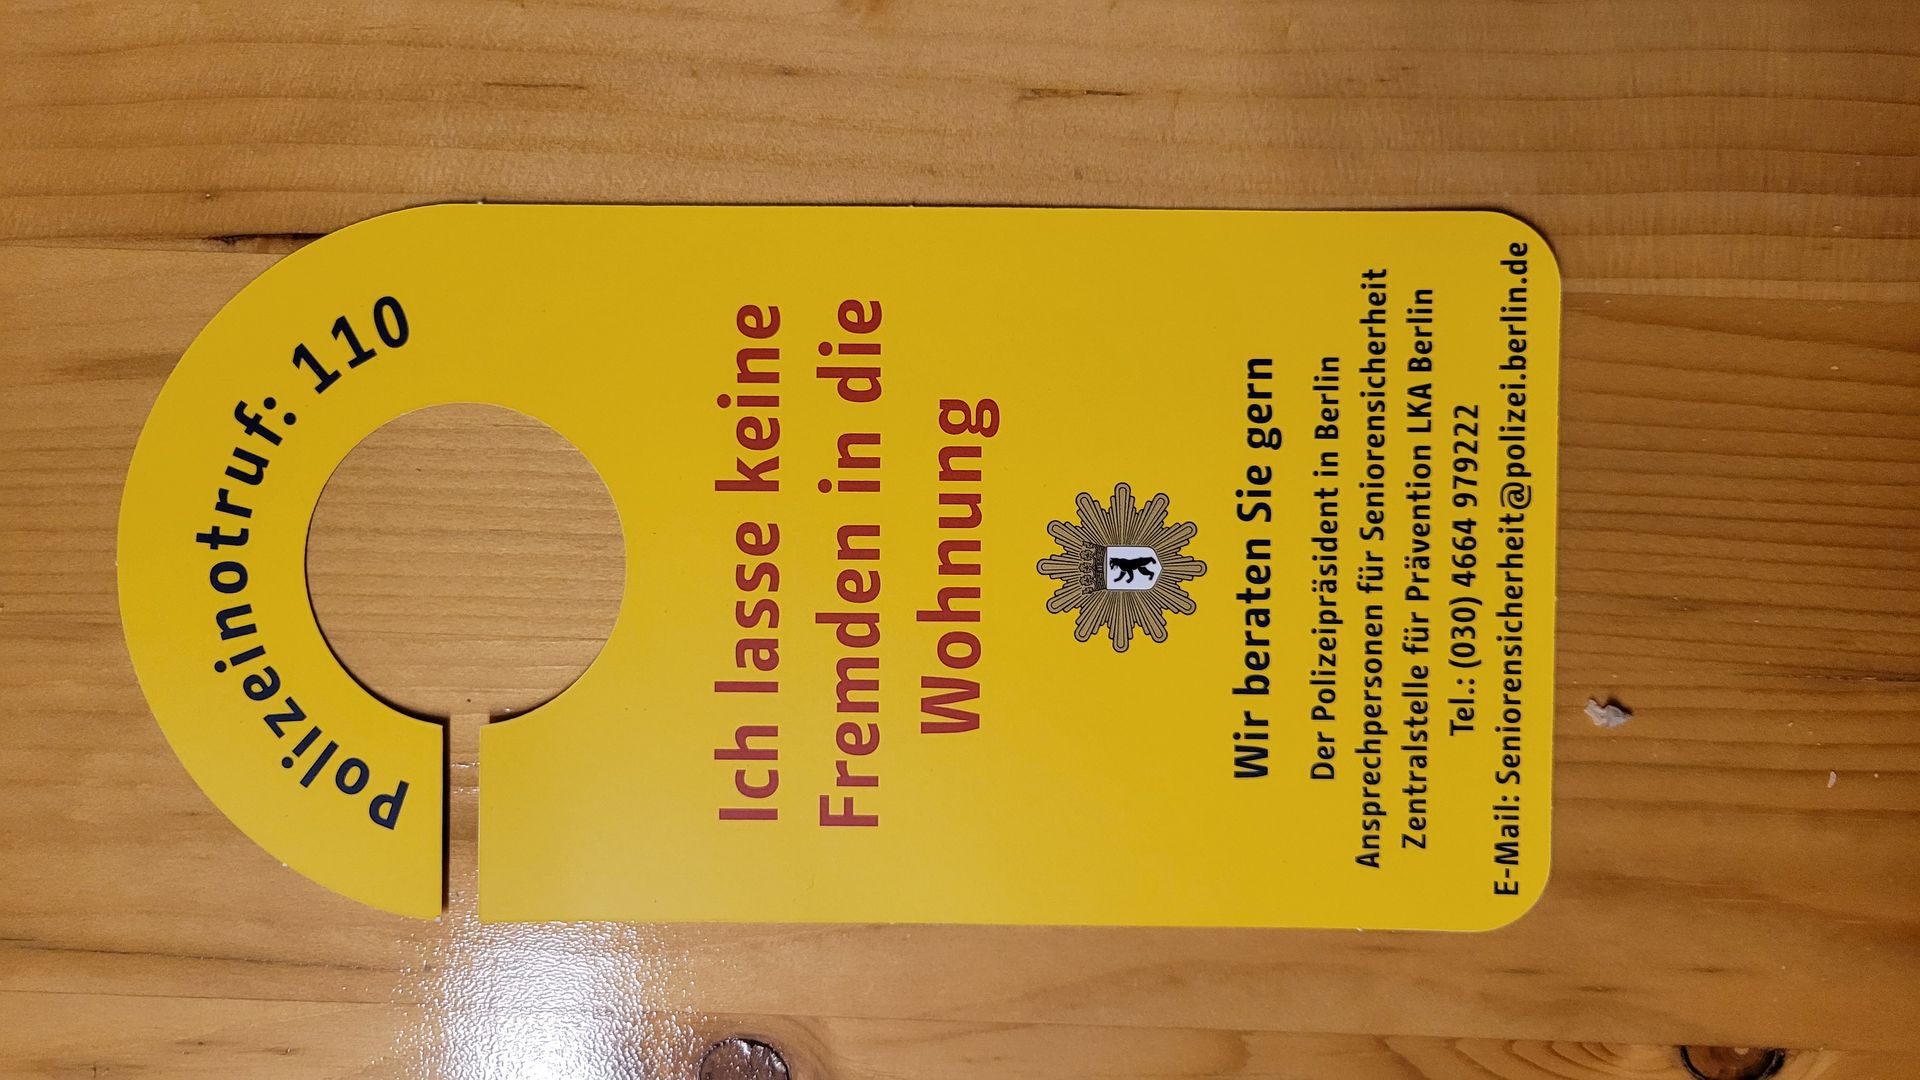 Polizeinotruf: 110
Ich lasse keine
Fremden in die
Wohnung
Wir beraten Sie gern
Der Polizeipräsident in Berlin
Ansprechpersonen für Seniorensicherheit
Zentralstelle für Prävention LKA Berlin
Tel.: (030) 4664 979222
E-Mail: Seniorensicherheit@polizei.berlin.de